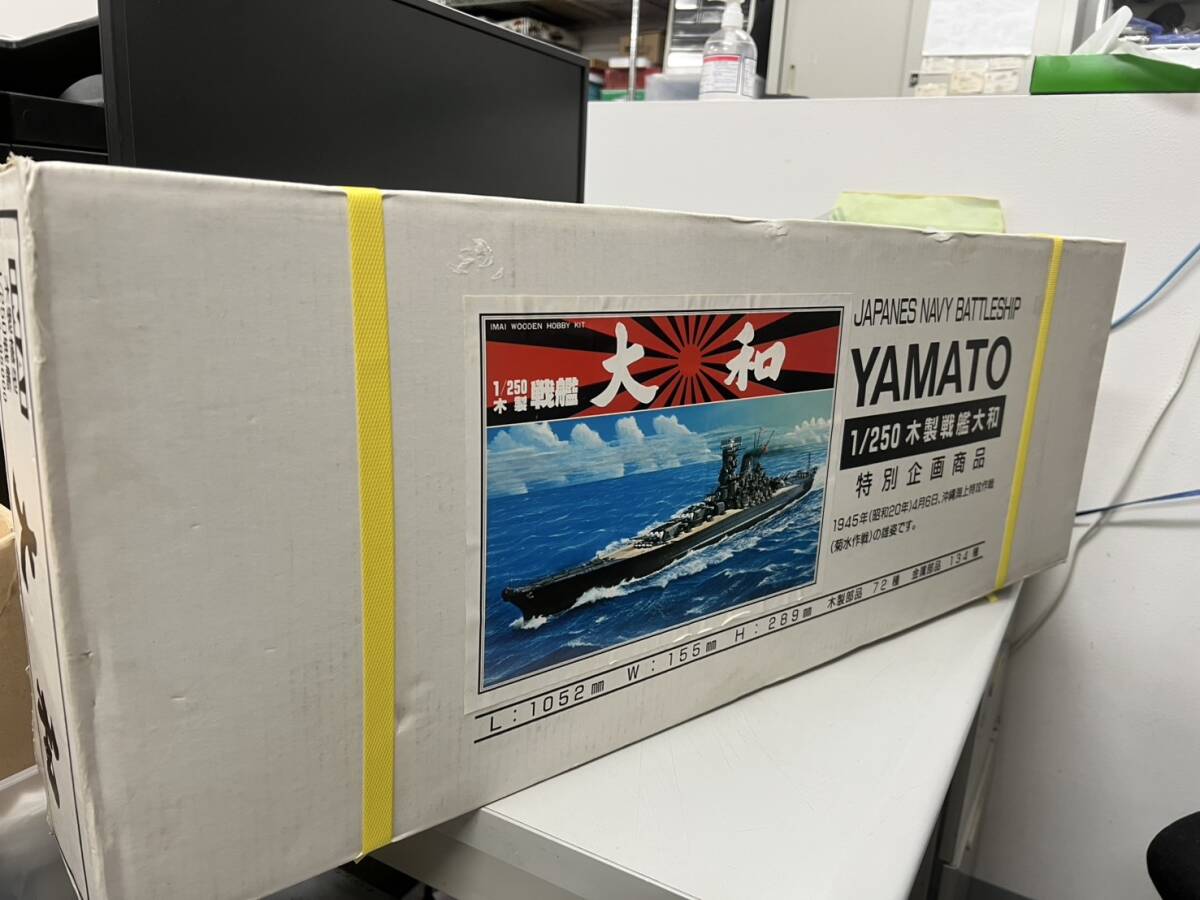 IMAI WOODEN HOBBY KIT
大和
1/250
木製戦艦
JAPANES NAVY BATTLESHIP
YAMATO
1/250 木製戦艦大和
特別企画商品
1945年(昭和20年)4月6日、沖縄海上特攻作戦
(菊水作戦)の雄姿です。
L:1052㎜ W:155㎜ H:289㎜ 木製部品 72種 金属部品 134種